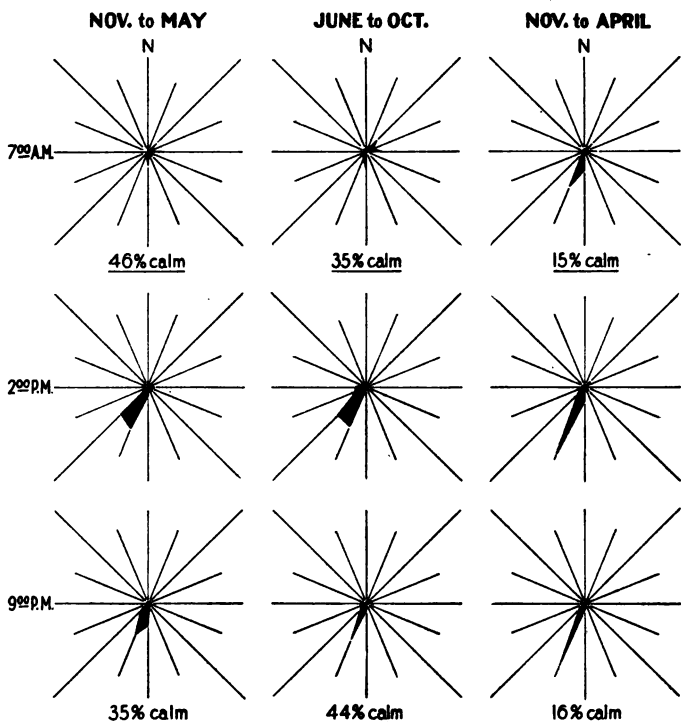 NOV. to MAY JUNE to OCT. NOV. to APRIL
N N N
700 A.M.
46% calm 35% calm 15% calm
200 P.M.
900 P.M.
35% calm 44% calm 16% calm